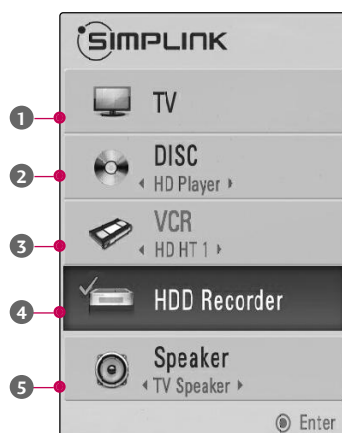 SIMPLINK
1 TV
2 DISC
◀ HD Player ▶
3 VCR
◀ HD HT 1 ▶
4 HDD Recorder
5 Speaker
◀ TV Speaker ▶
◉ Enter